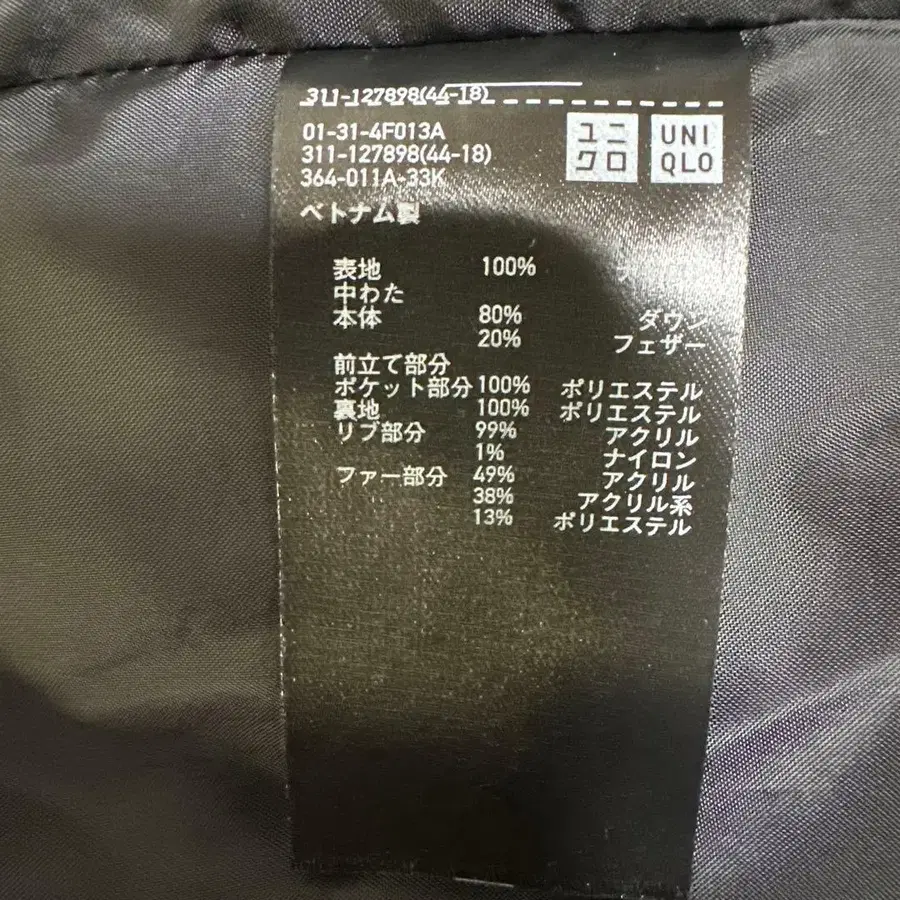 311-127898(44-18)
01-31-4F013A
311-127898(44-18)
364-011A-33K
ユニクロ
UNIQLO
ベトナム製
表地 100%
中わた
本体 80% ダウン
20% フェザー
前立て部分
ポケット部分 100% ポリエステル
裏地 100% ポリエステル
リブ部分 99% アクリル
1% ナイロン
ファー部分 49% アクリル
38% アクリル系
13% ポリエステル